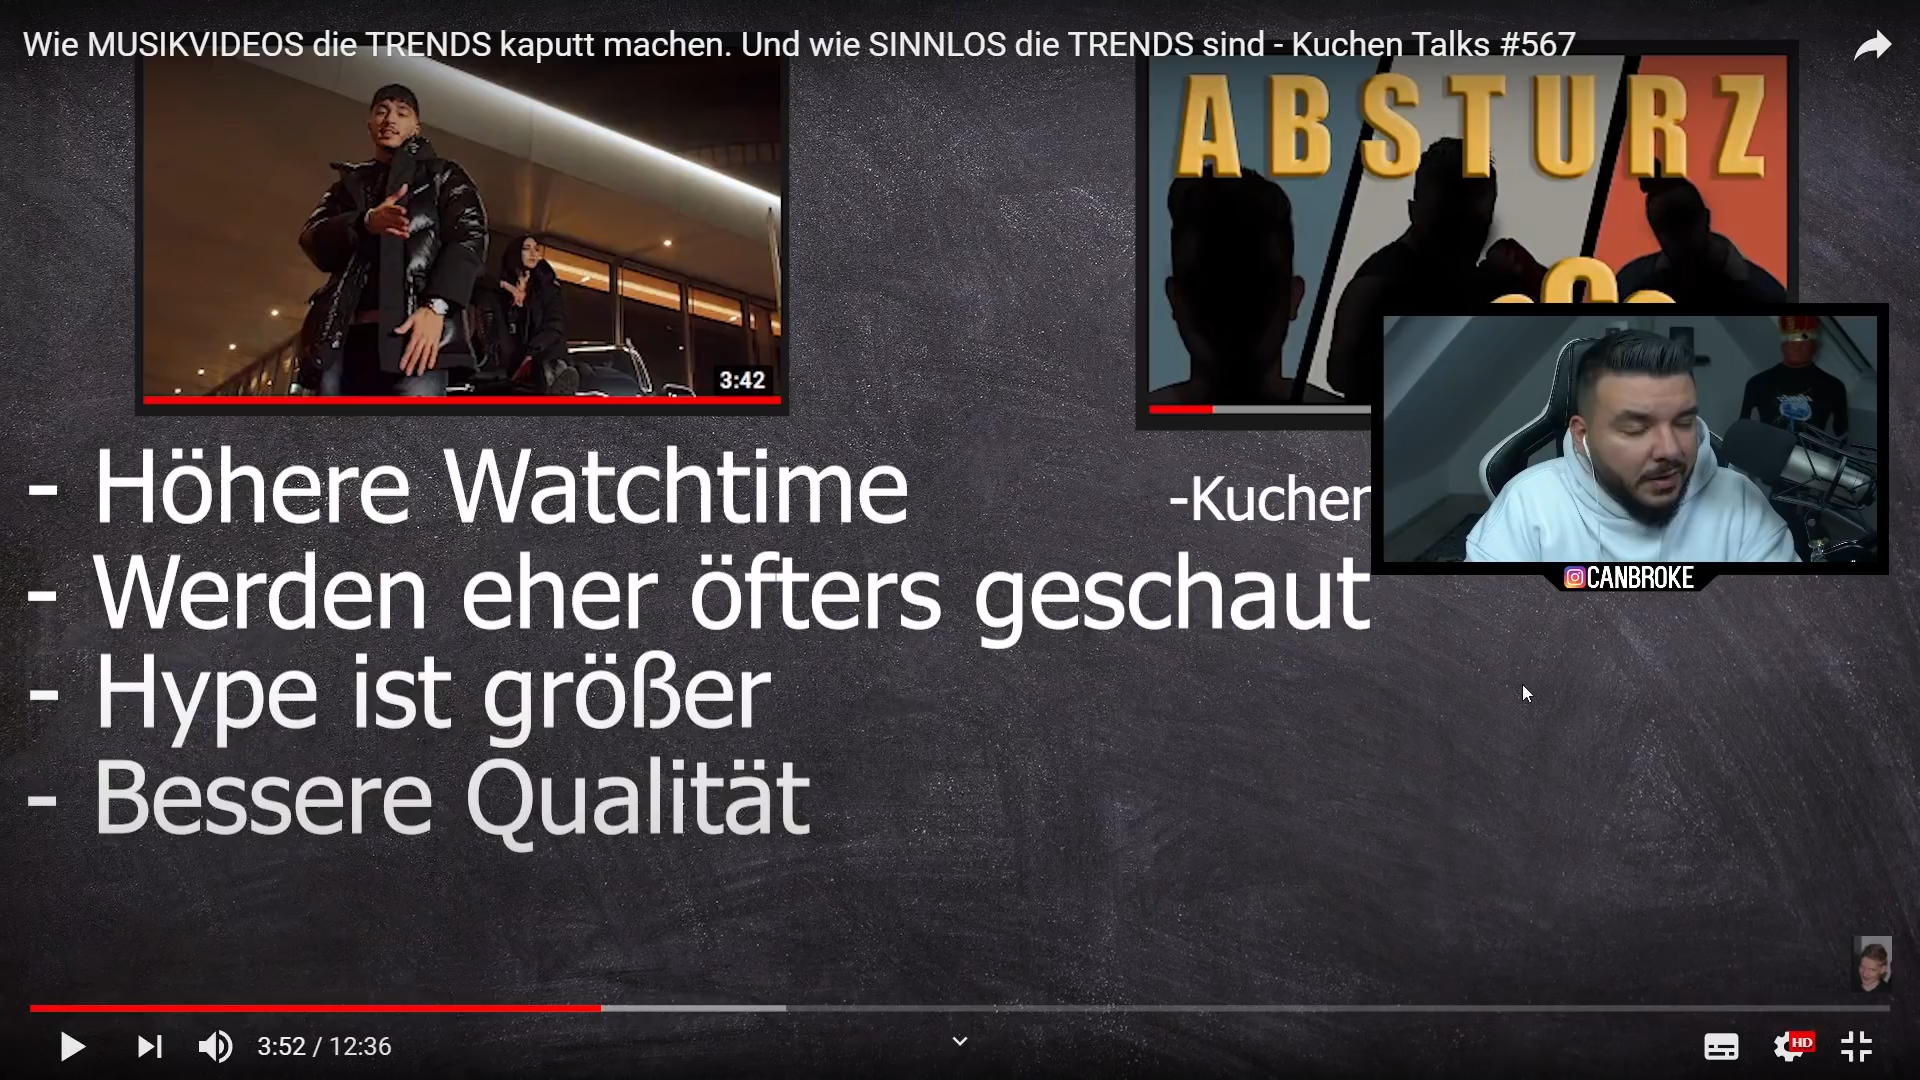 Wie MUSIKVIDEOS die TRENDS kaputt machen. Und wie SINNLOS die TRENDS sind - Kuchen Talks #567
ABSTURZ
3:42
- Höhere Watchtime
- Werden eher öfters geschaut
- Hype ist größer
- Bessere Qualität
-Kuchen
CANBROKE
3:52 / 12:36
HD